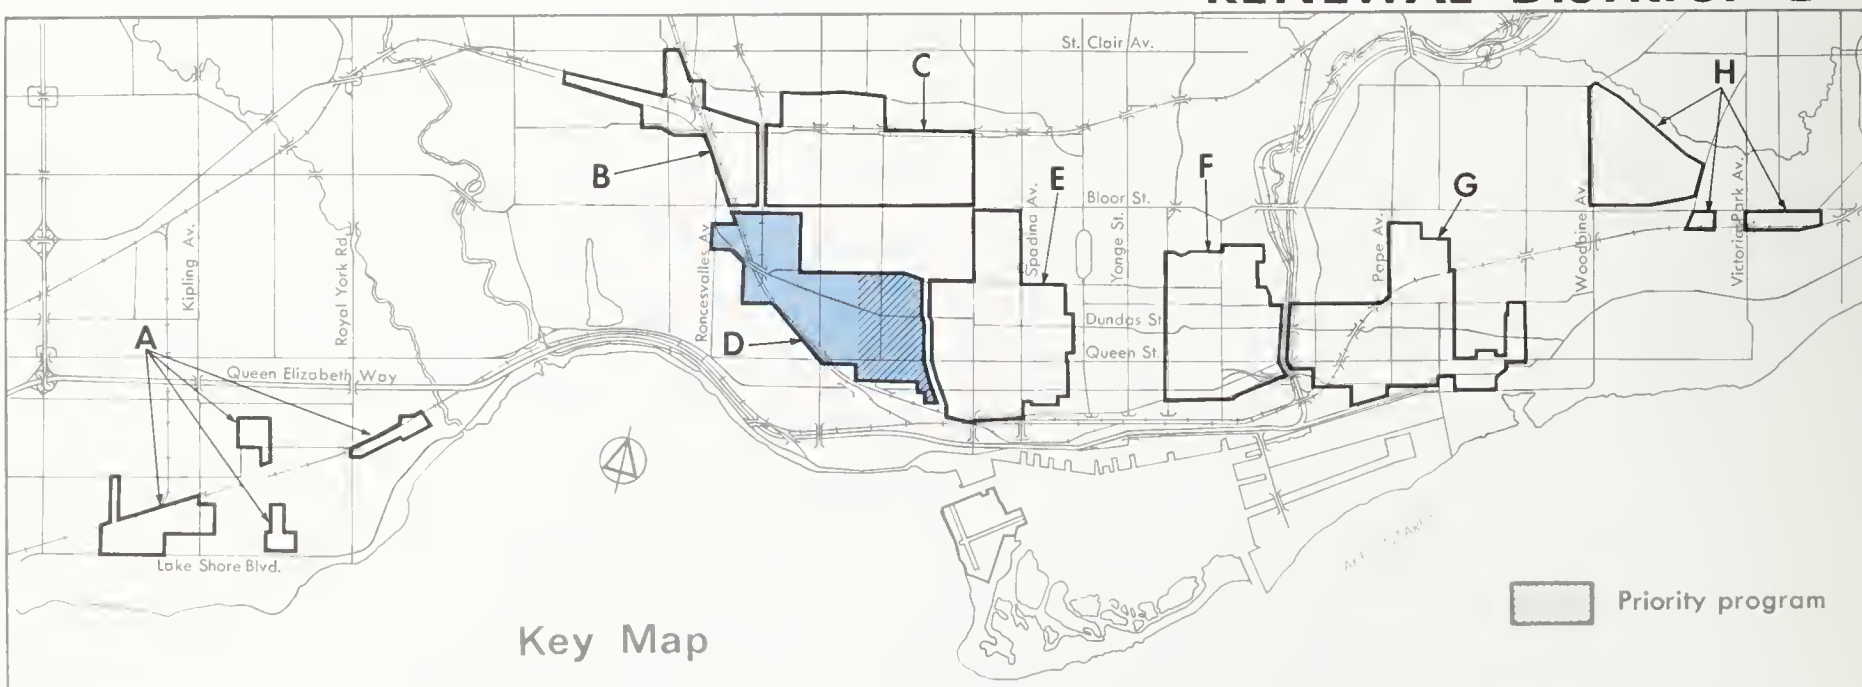 St. Clair Av.
C
H
B
Bloor St.
Spadina Av.
E
F
G
Yonge St.
Kipling Av.
Royal York Rd.
Roncesvalles Av.
Pape Av.
Woodbine Av.
Victoria Park Av.
A
D
Dundas St.
Queen St.
Queen Elizabeth Way
Lake Shore Blvd.
Priority program
Key Map